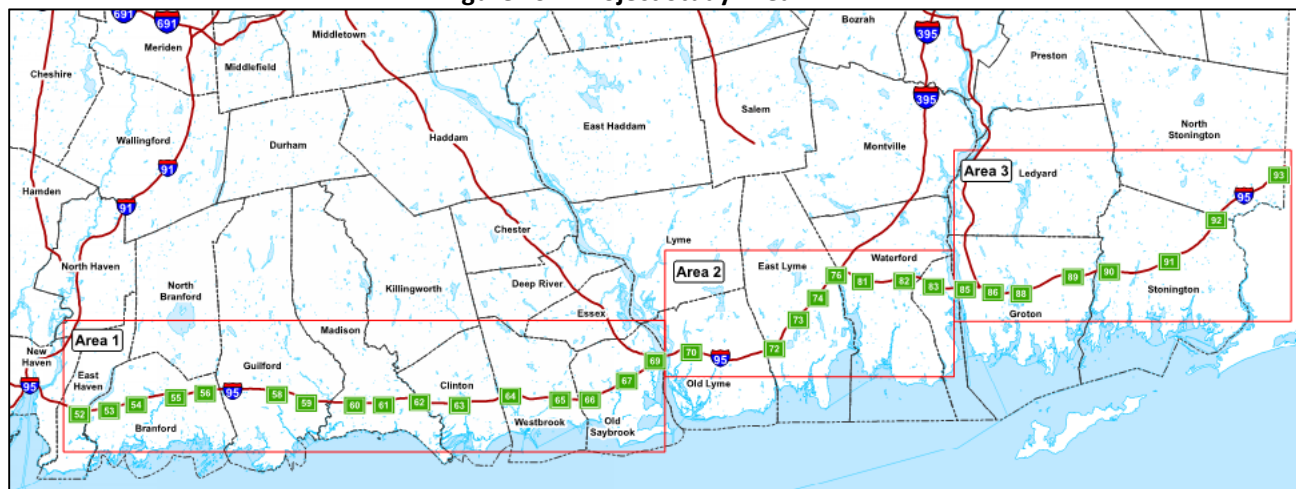 691
691
Meriden
Middletown
Bozrah
395
Preston
Cheshire
Middlefield
395
Salem
North
Stonington
Wallingford
Durham
Haddam
East Haddam
Montville
91
Area 3
Ledyard
93
95
Hamden
91
92
Chester
Lyme
North Haven
Area 2
East Lyme
Waterford
91
76
81
82
83
85
86
88
89
90
Deep River
Stonington
North
Branford
Killingworth
74
Groton
Essex
73
Area 1
Madison
72
New
Haven
70
95
69
East
Haven
Guilford
Clinton
67
Old Lyme
95
52
53
54
55
56
95
58
59
60
61
62
63
64
65
66
Branford
Westbrook
Old
Saybrook